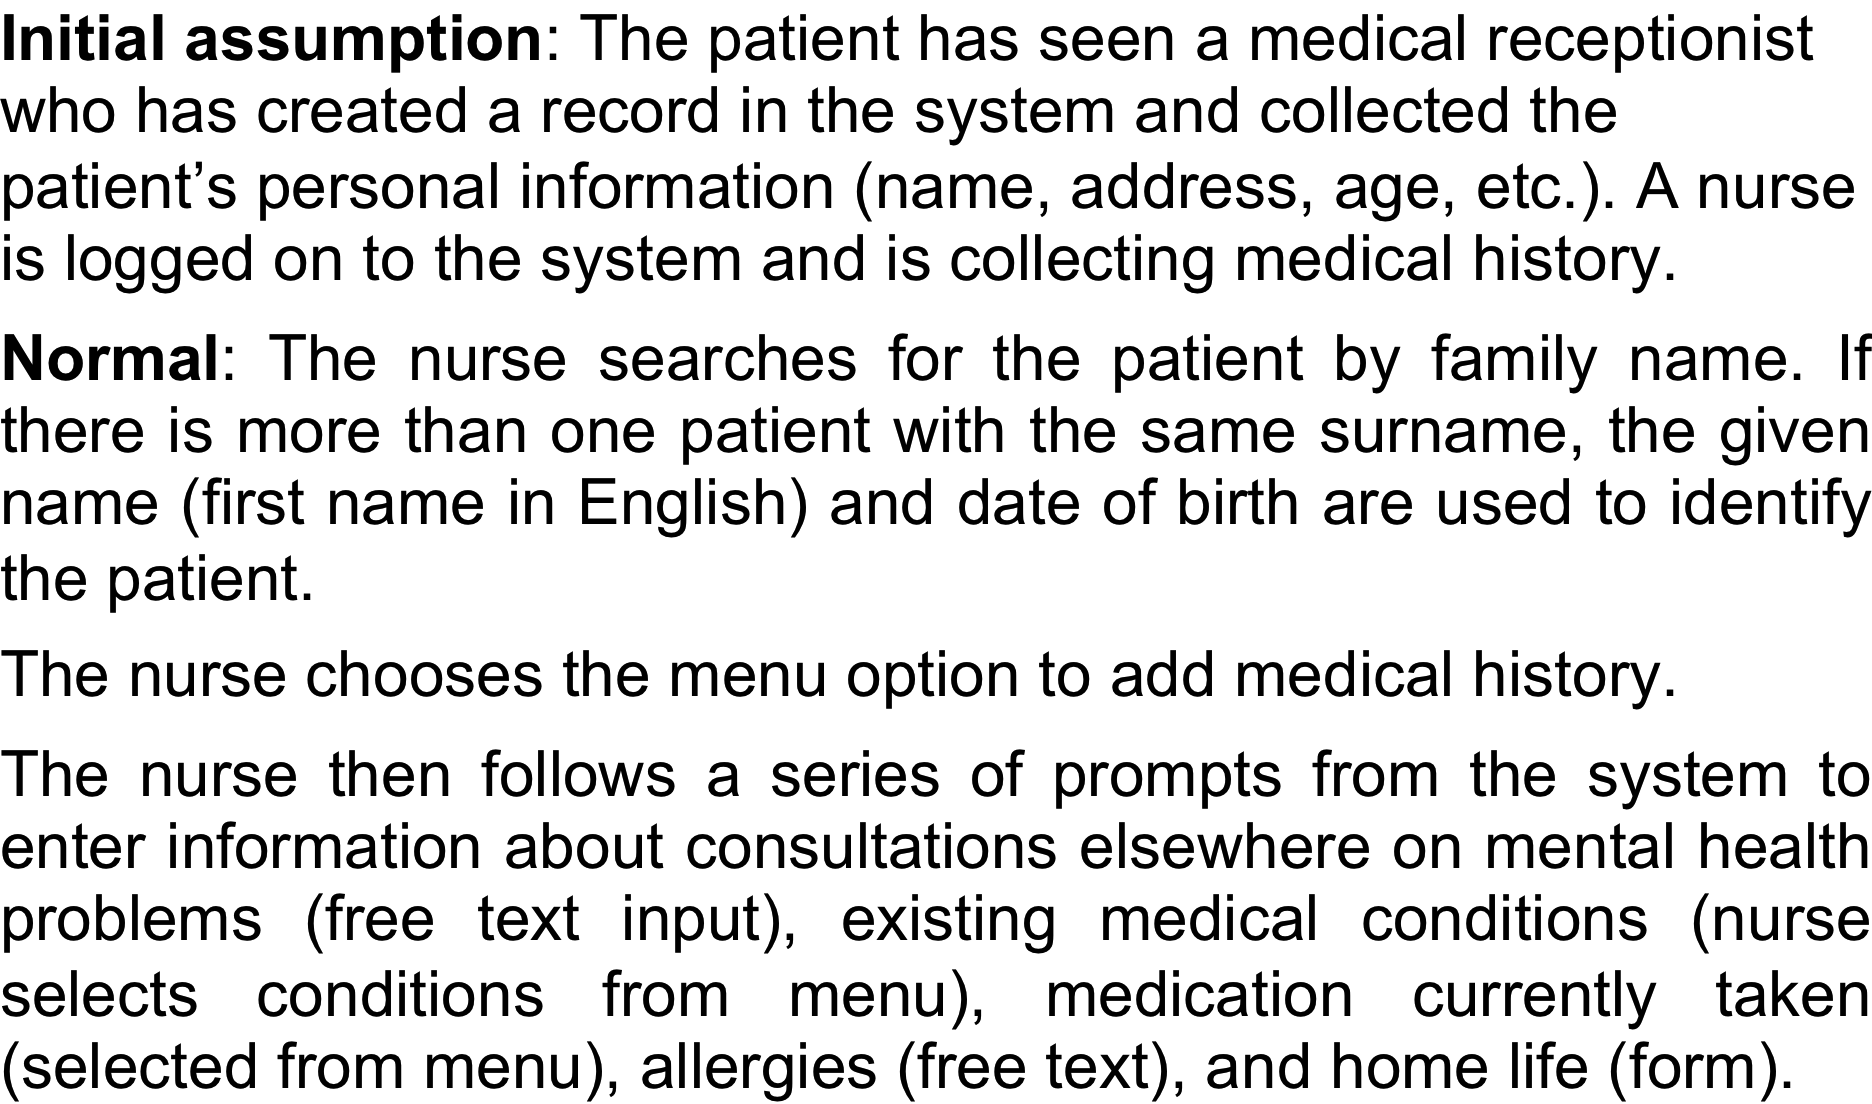 Initial assumption: The patient has seen a medical receptionist
who has created a record in the system and collected the
patient’s personal information (name, address, age, etc.). A nurse
is logged on to the system and is collecting medical history.
Normal: The nurse searches for the patient by family name. If
there is more than one patient with the same surname, the given
name (first name in English) and date of birth are used to identify
the patient.
The nurse chooses the menu option to add medical history.
The nurse then follows a series of prompts from the system to
enter information about consultations elsewhere on mental health
problems (free text input), existing medical conditions (nurse
selects conditions from menu), medication currently taken
(selected from menu), allergies (free text), and home life (form).